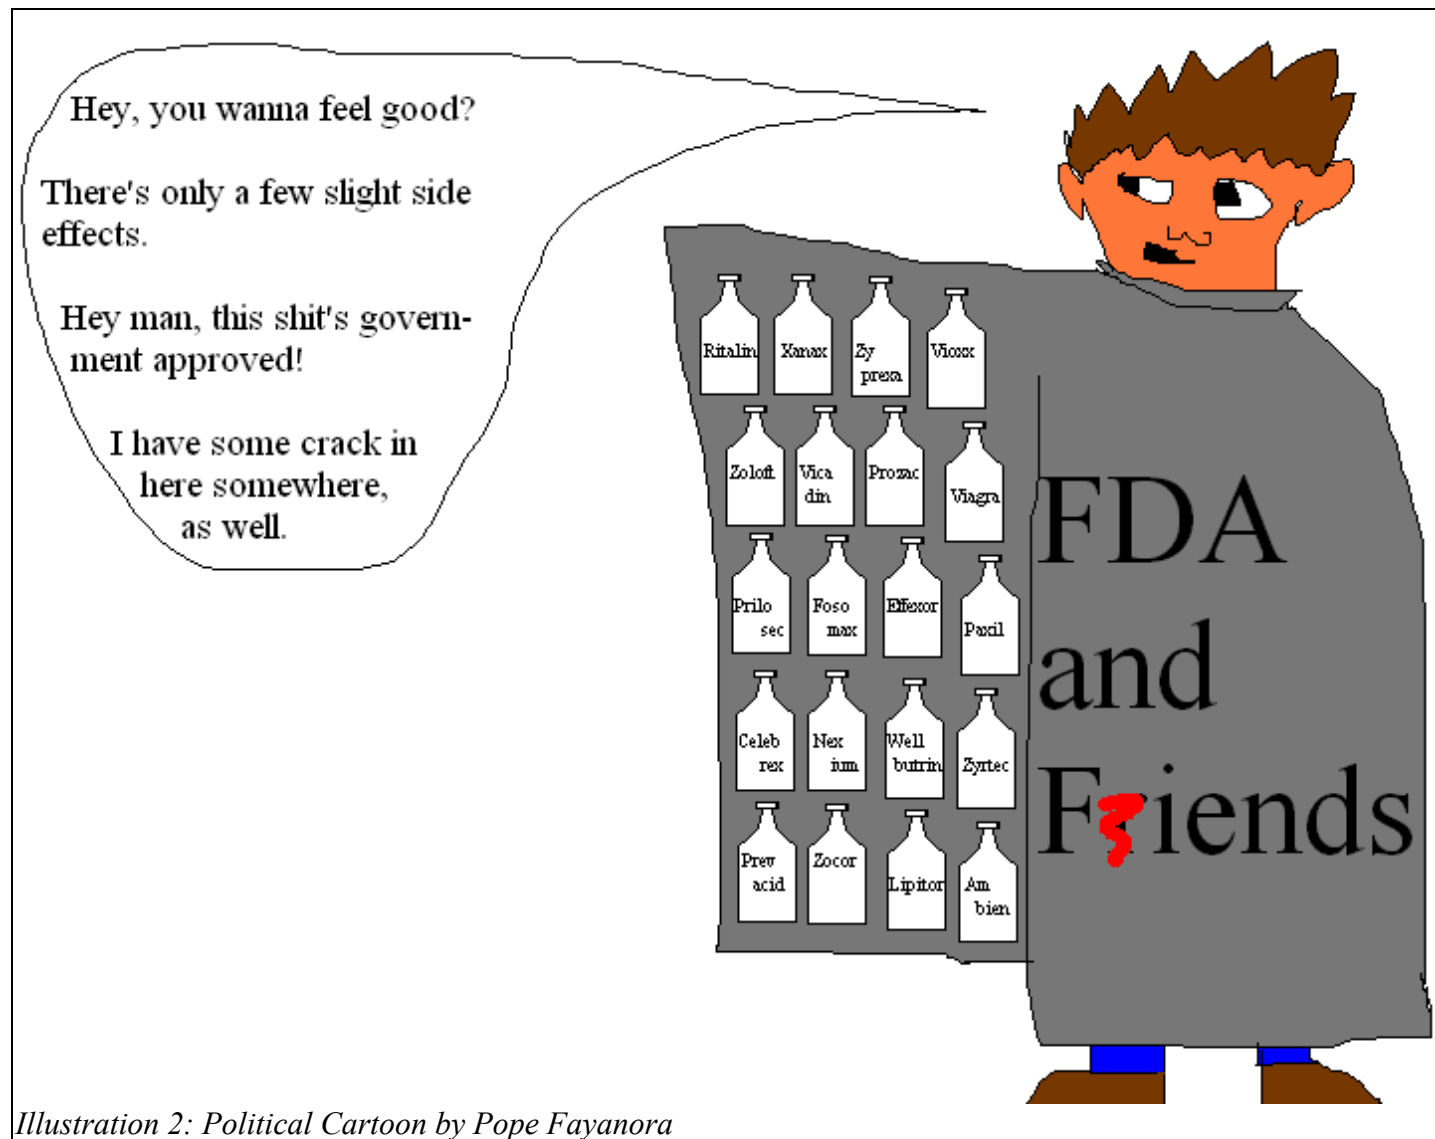 Hey, you wanna feel good?
There's only a few slight side
effects.
Hey man, this shit's govern-
ment approved!
I have some crack in
here somewhere,
as well.
Ritalin
Xanax
Zy
prexa
Vioxx
Zoloft
Vica
din
Prozac
Viagra
Prilo
sec
Foso
max
Effexor
Paxil
Celeb
rex
Nex
ium
Well
butrin
Zyrtec
Prev
acid
Zocor
Lipitor
Am
bien
FDA
and
Friends
Illustration 2: Political Cartoon by Pope Fayanora